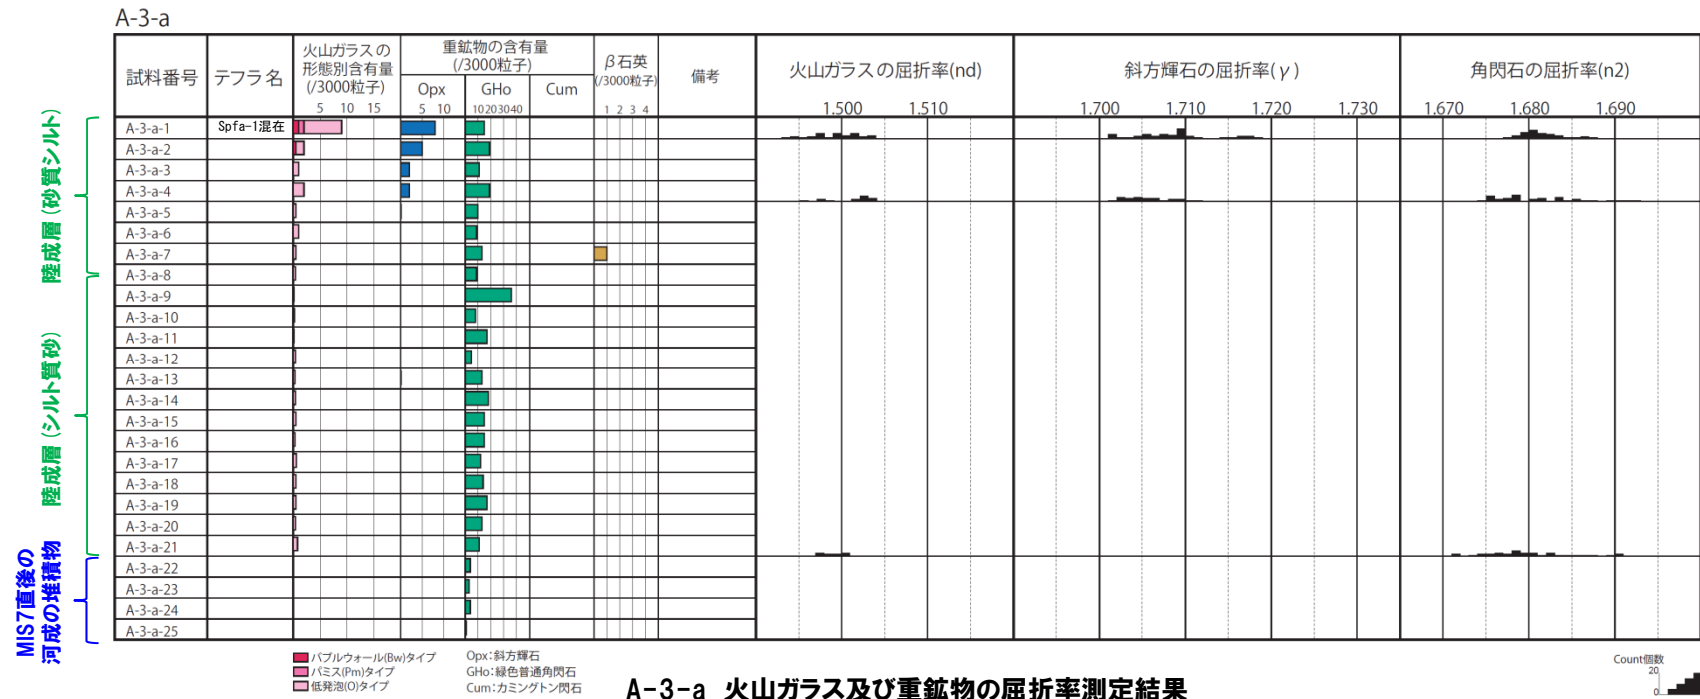 A-3-a
試料番号
テフラ名
火山ガラスの
形態別含有量
(/3000粒子)
5 10 15
重鉱物の含有量
(/3000粒子)
Opx
5 10
GHo
10203040
Cum
β石英
(/3000粒子)
1 2 3 4
備考
火山ガラスの屈折率(nd)
1.500 1.510
斜方輝石の屈折率(γ)
1.700 1.710 1.720 1.730
角閃石の屈折率(n2)
1.670 1.680 1.690
A-3-a-1 Spfa-1混在
A-3-a-2
A-3-a-3
A-3-a-4
A-3-a-5
A-3-a-6
A-3-a-7
A-3-a-8
A-3-a-9
A-3-a-10
A-3-a-11
A-3-a-12
A-3-a-13
A-3-a-14
A-3-a-15
A-3-a-16
A-3-a-17
A-3-a-18
A-3-a-19
A-3-a-20
A-3-a-21
A-3-a-22
A-3-a-23
A-3-a-24
A-3-a-25
陸成層(砂質シルト)
陸成層(シルト質砂)
MIS7直後の
河成の堆積物
バブルウォール(Bw)タイプ
パミス(Pm)タイプ
低発泡(O)タイプ
Opx:斜方輝石
GHo:緑色普通角閃石
Cum:カミングトン閃石
A-3-a 火山ガラス及び重鉱物の屈折率測定結果
Count個数
20
0